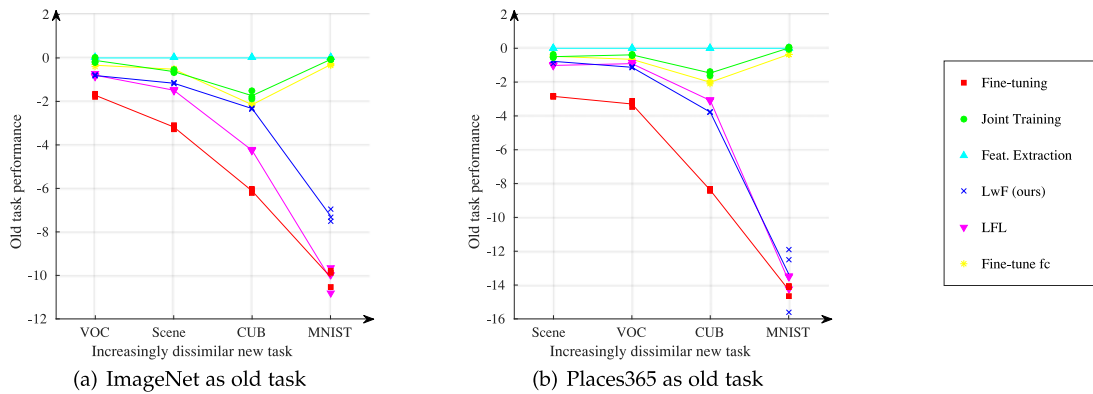 2
0
-2
-4
-6
-8
-10
-12
Old task performance
VOC Scene CUB MNIST
Increasingly dissimilar new task
(a) ImageNet as old task
2
0
-2
-4
-6
-8
-10
-12
-14
-16
Old task performance
Scene VOC CUB MNIST
Increasingly dissimilar new task
(b) Places365 as old task
Fine-tuning
Joint Training
Feat. Extraction
LwF (ours)
LFL
Fine-tune fc